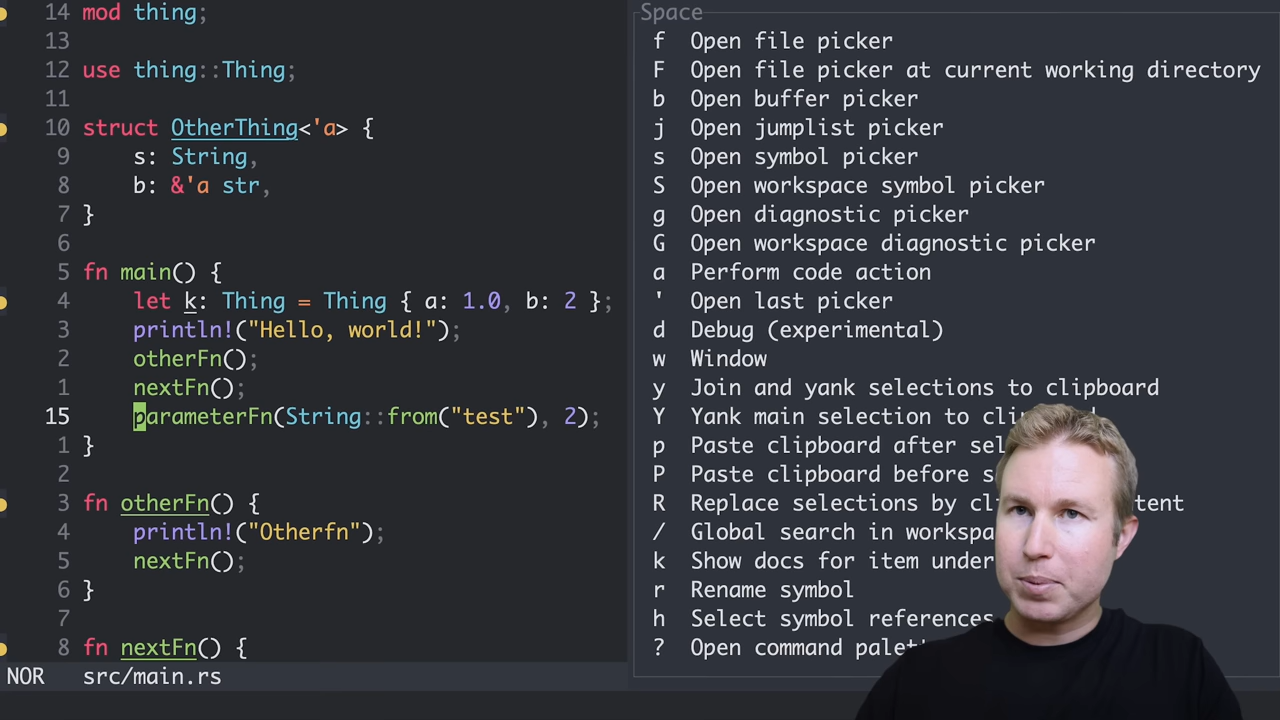 14 mod thing;
13
12 use thing::Thing;
11
10 struct OtherThing<'a> {
9 s: String,
8 b: &'a str,
7 }
6
5 fn main() {
4 let k: Thing = Thing { a: 1.0, b: 2 };
3 println!("Hello, world!");
2 otherFn();
1 nextFn();
15 parameterFn(String::from("test"), 2);
1 }
2
3 fn otherFn() {
4 println!("Otherfn");
5 nextFn();
6 }
7
8 fn nextFn() {
NOR src/main.rs
Space
f Open file picker
F Open file picker at current working directory
b Open buffer picker
j Open jumplist picker
s Open symbol picker
S Open workspace symbol picker
g Open diagnostic picker
G Open workspace diagnostic picker
a Perform code action
' Open last picker
d Debug (experimental)
w Window
y Join and yank selections to clipboard
Y Yank main selection to
p Paste clipboard after
P Paste clipboard before
R Replace selections by
/ Global search in
k Show docs for item under
r Rename symbol
h Select symbol references
? Open command